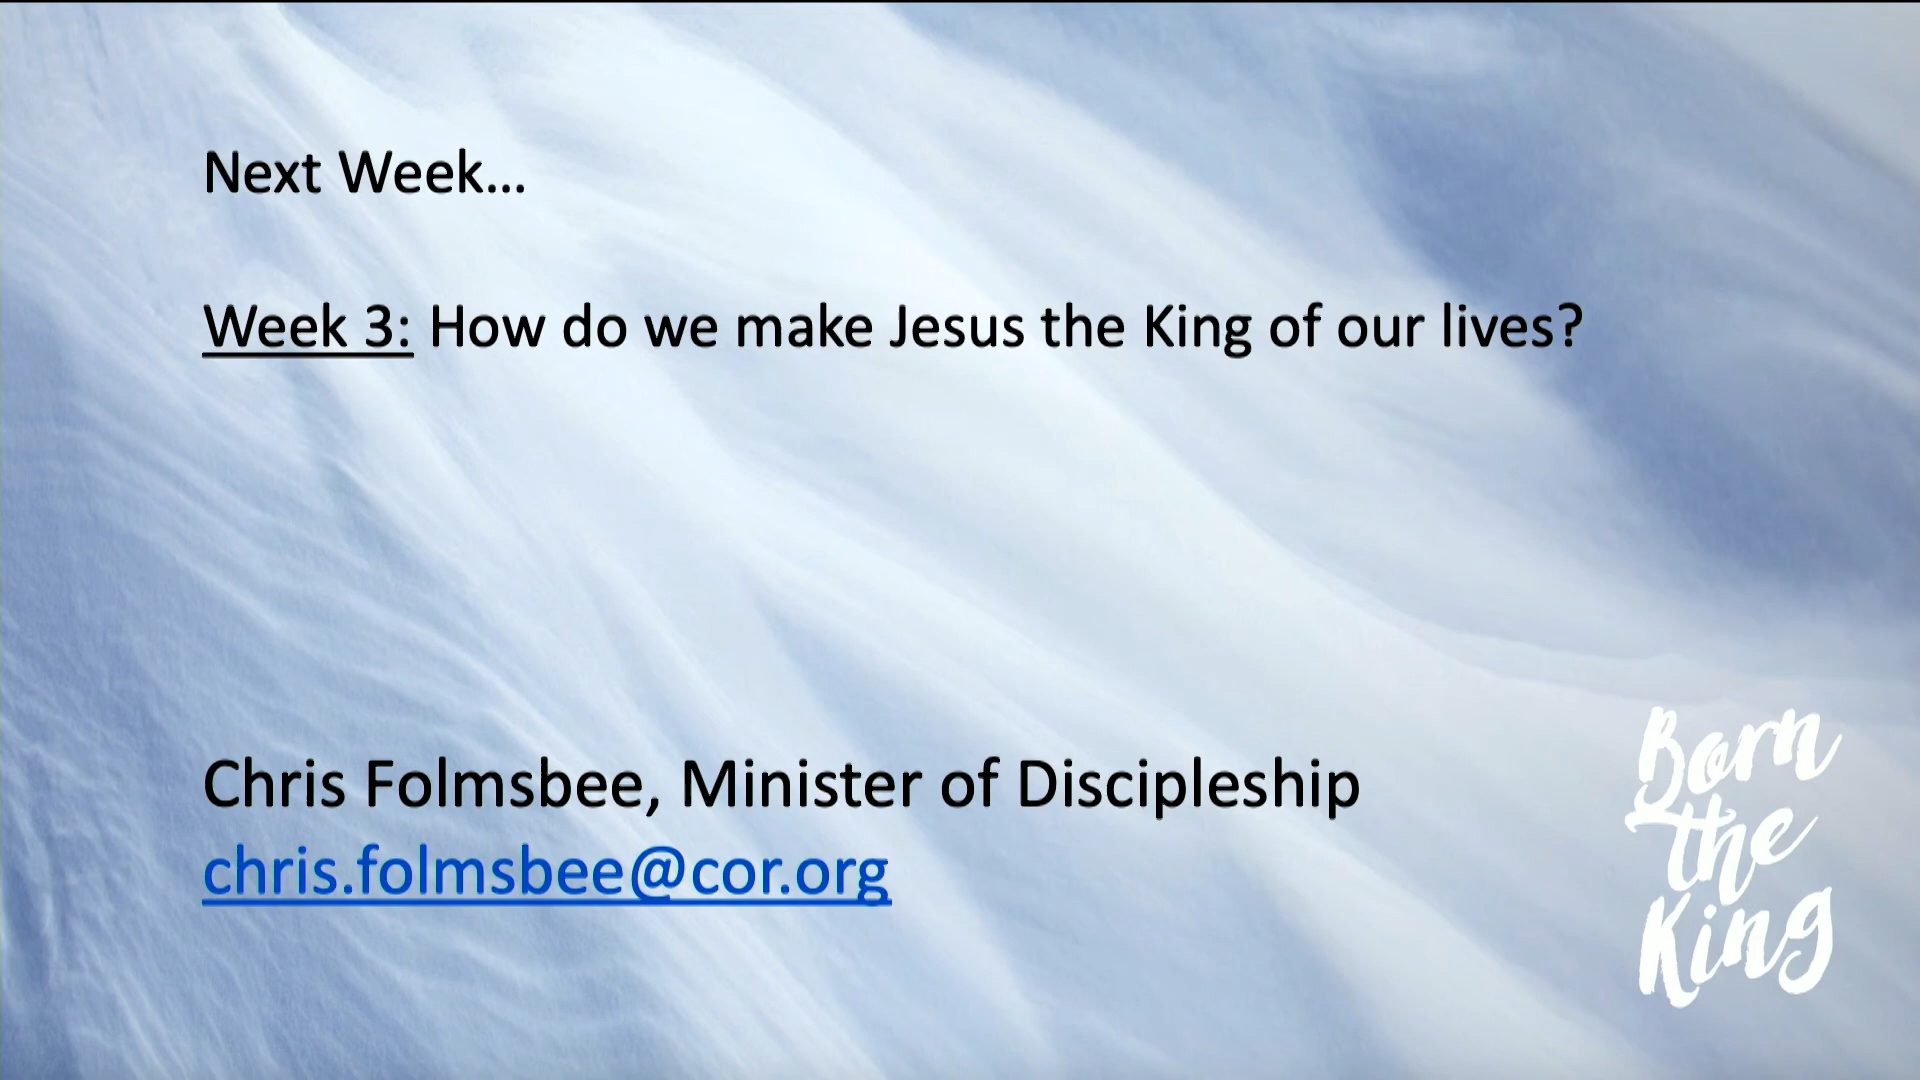 Next Week…
Week 3: How do we make Jesus the King of our lives?
Chris Folmsbee, Minister of Discipleship
chris.folmsbee@cor.org
Born
the
King